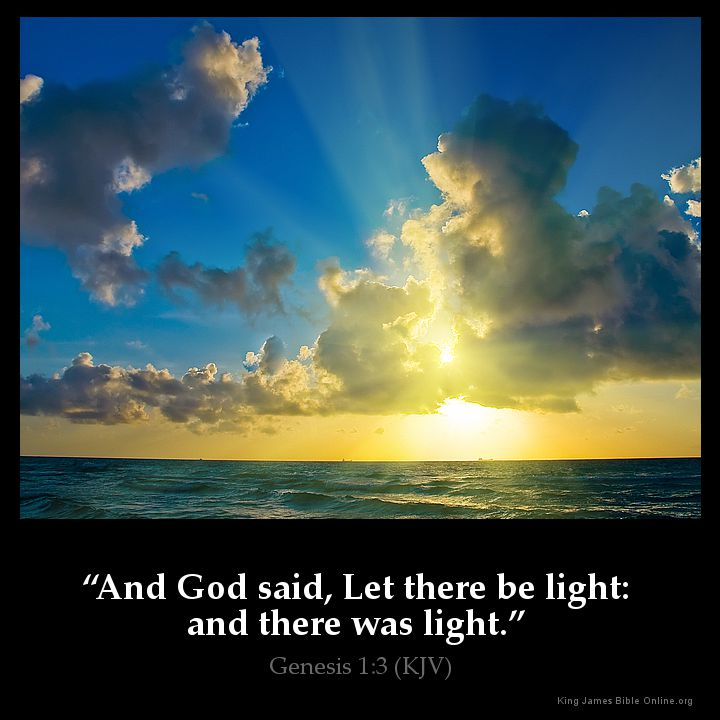 “And God said, Let there be light:
and there was light.”
Genesis 1:3 (KJV)
King James Bible Online.org